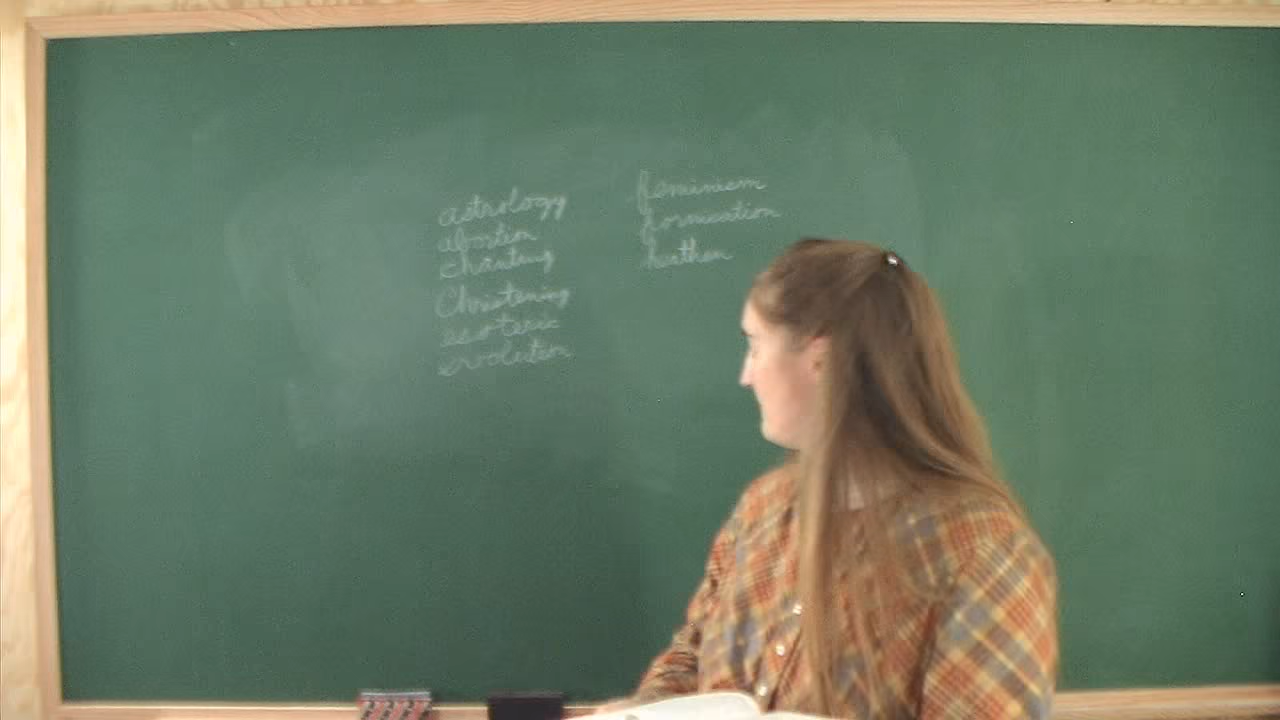 astrology
abortion
chanting
Christening
esoteric
evolution
feminism
fornication
heathen